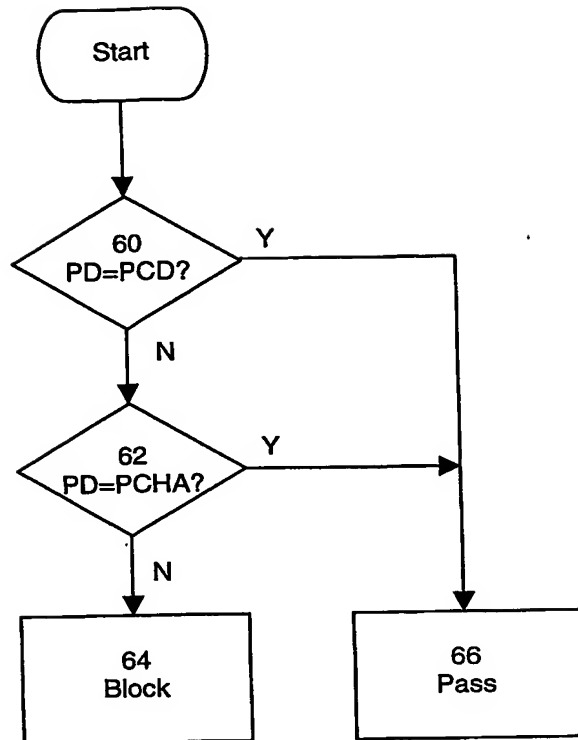 Start
60
PD=PCD?
Y
N
62
PD=PCHA?
Y
N
64
Block
66
Pass